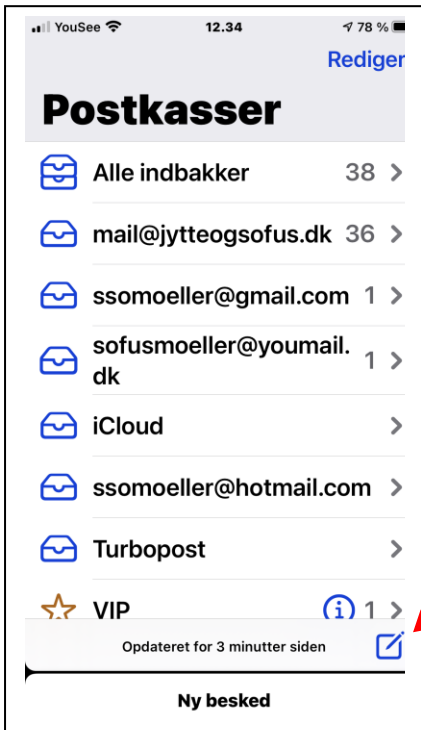 YouSee 12.34 78 %
Rediger
Postkasser
Alle indbakker 38
mail@jytteogsofus.dk 36
ssomoeller@gmail.com 1
sofusmoeller@youmail.
dk 1
iCloud
ssomoeller@hotmail.com
Turbopost
VIP i 1
Opdateret for 3 minutter siden
Ny besked